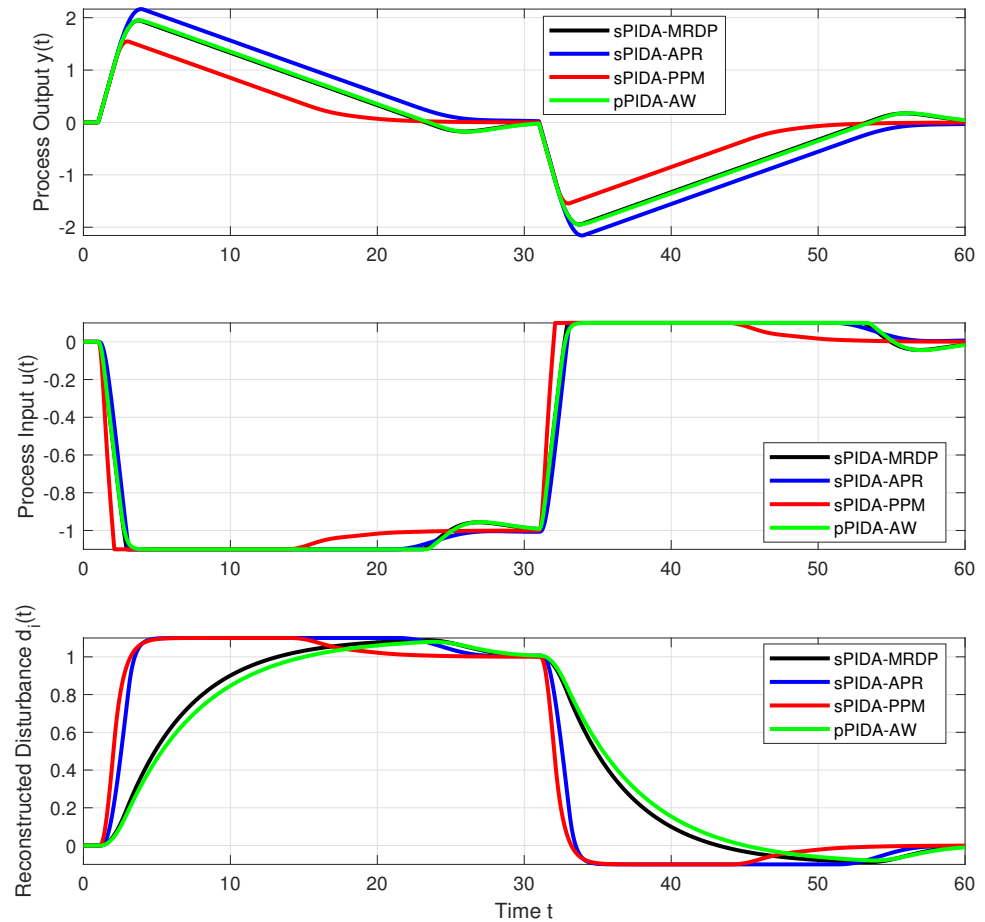 Process Output y(t)
2
1
0
-1
-2
0 10 20 30 40 50 60
sPIDA-MRDP
sPIDA-APR
sPIDA-PPM
pPIDA-AW
Process Input u(t)
0
-0.2
-0.4
-0.6
-0.8
-1
0 10 20 30 40 50 60
sPIDA-MRDP
sPIDA-APR
sPIDA-PPM
pPIDA-AW
Reconstructed Disturbance d_i(t)
1
0.8
0.6
0.4
0.2
0
0 10 20 30 40 50 60
sPIDA-MRDP
sPIDA-APR
sPIDA-PPM
pPIDA-AW
Time t